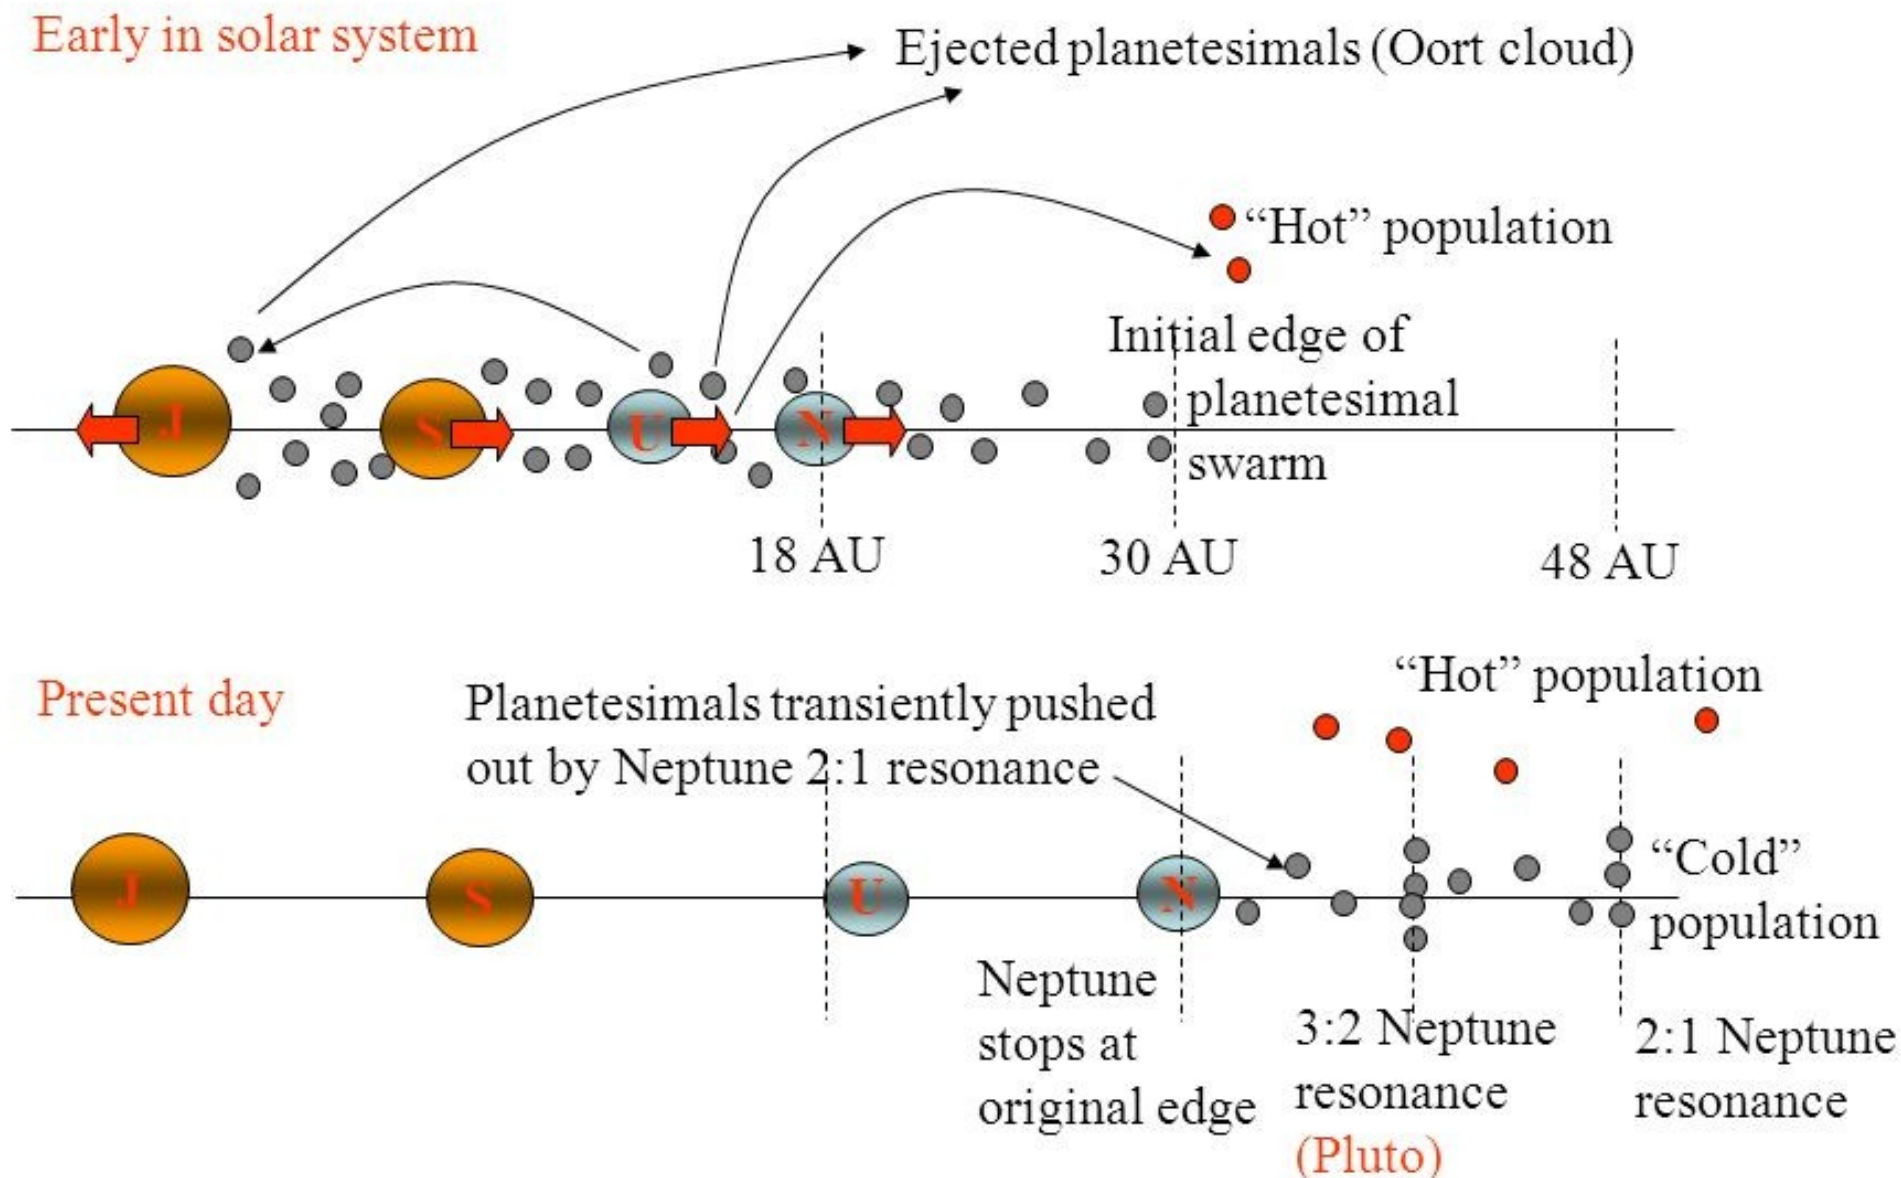 Early in solar system
Ejected planetesimals (Oort cloud)
“Hot” population
Initial edge of
planetesimal
swarm
J
S
U
N
18 AU
30 AU
48 AU
Present day
Planetesimals transiently pushed
out by Neptune 2:1 resonance
“Hot” population
J
S
U
N
“Cold”
population
Neptune
stops at
original edge
3:2 Neptune
resonance
(Pluto)
2:1 Neptune
resonance